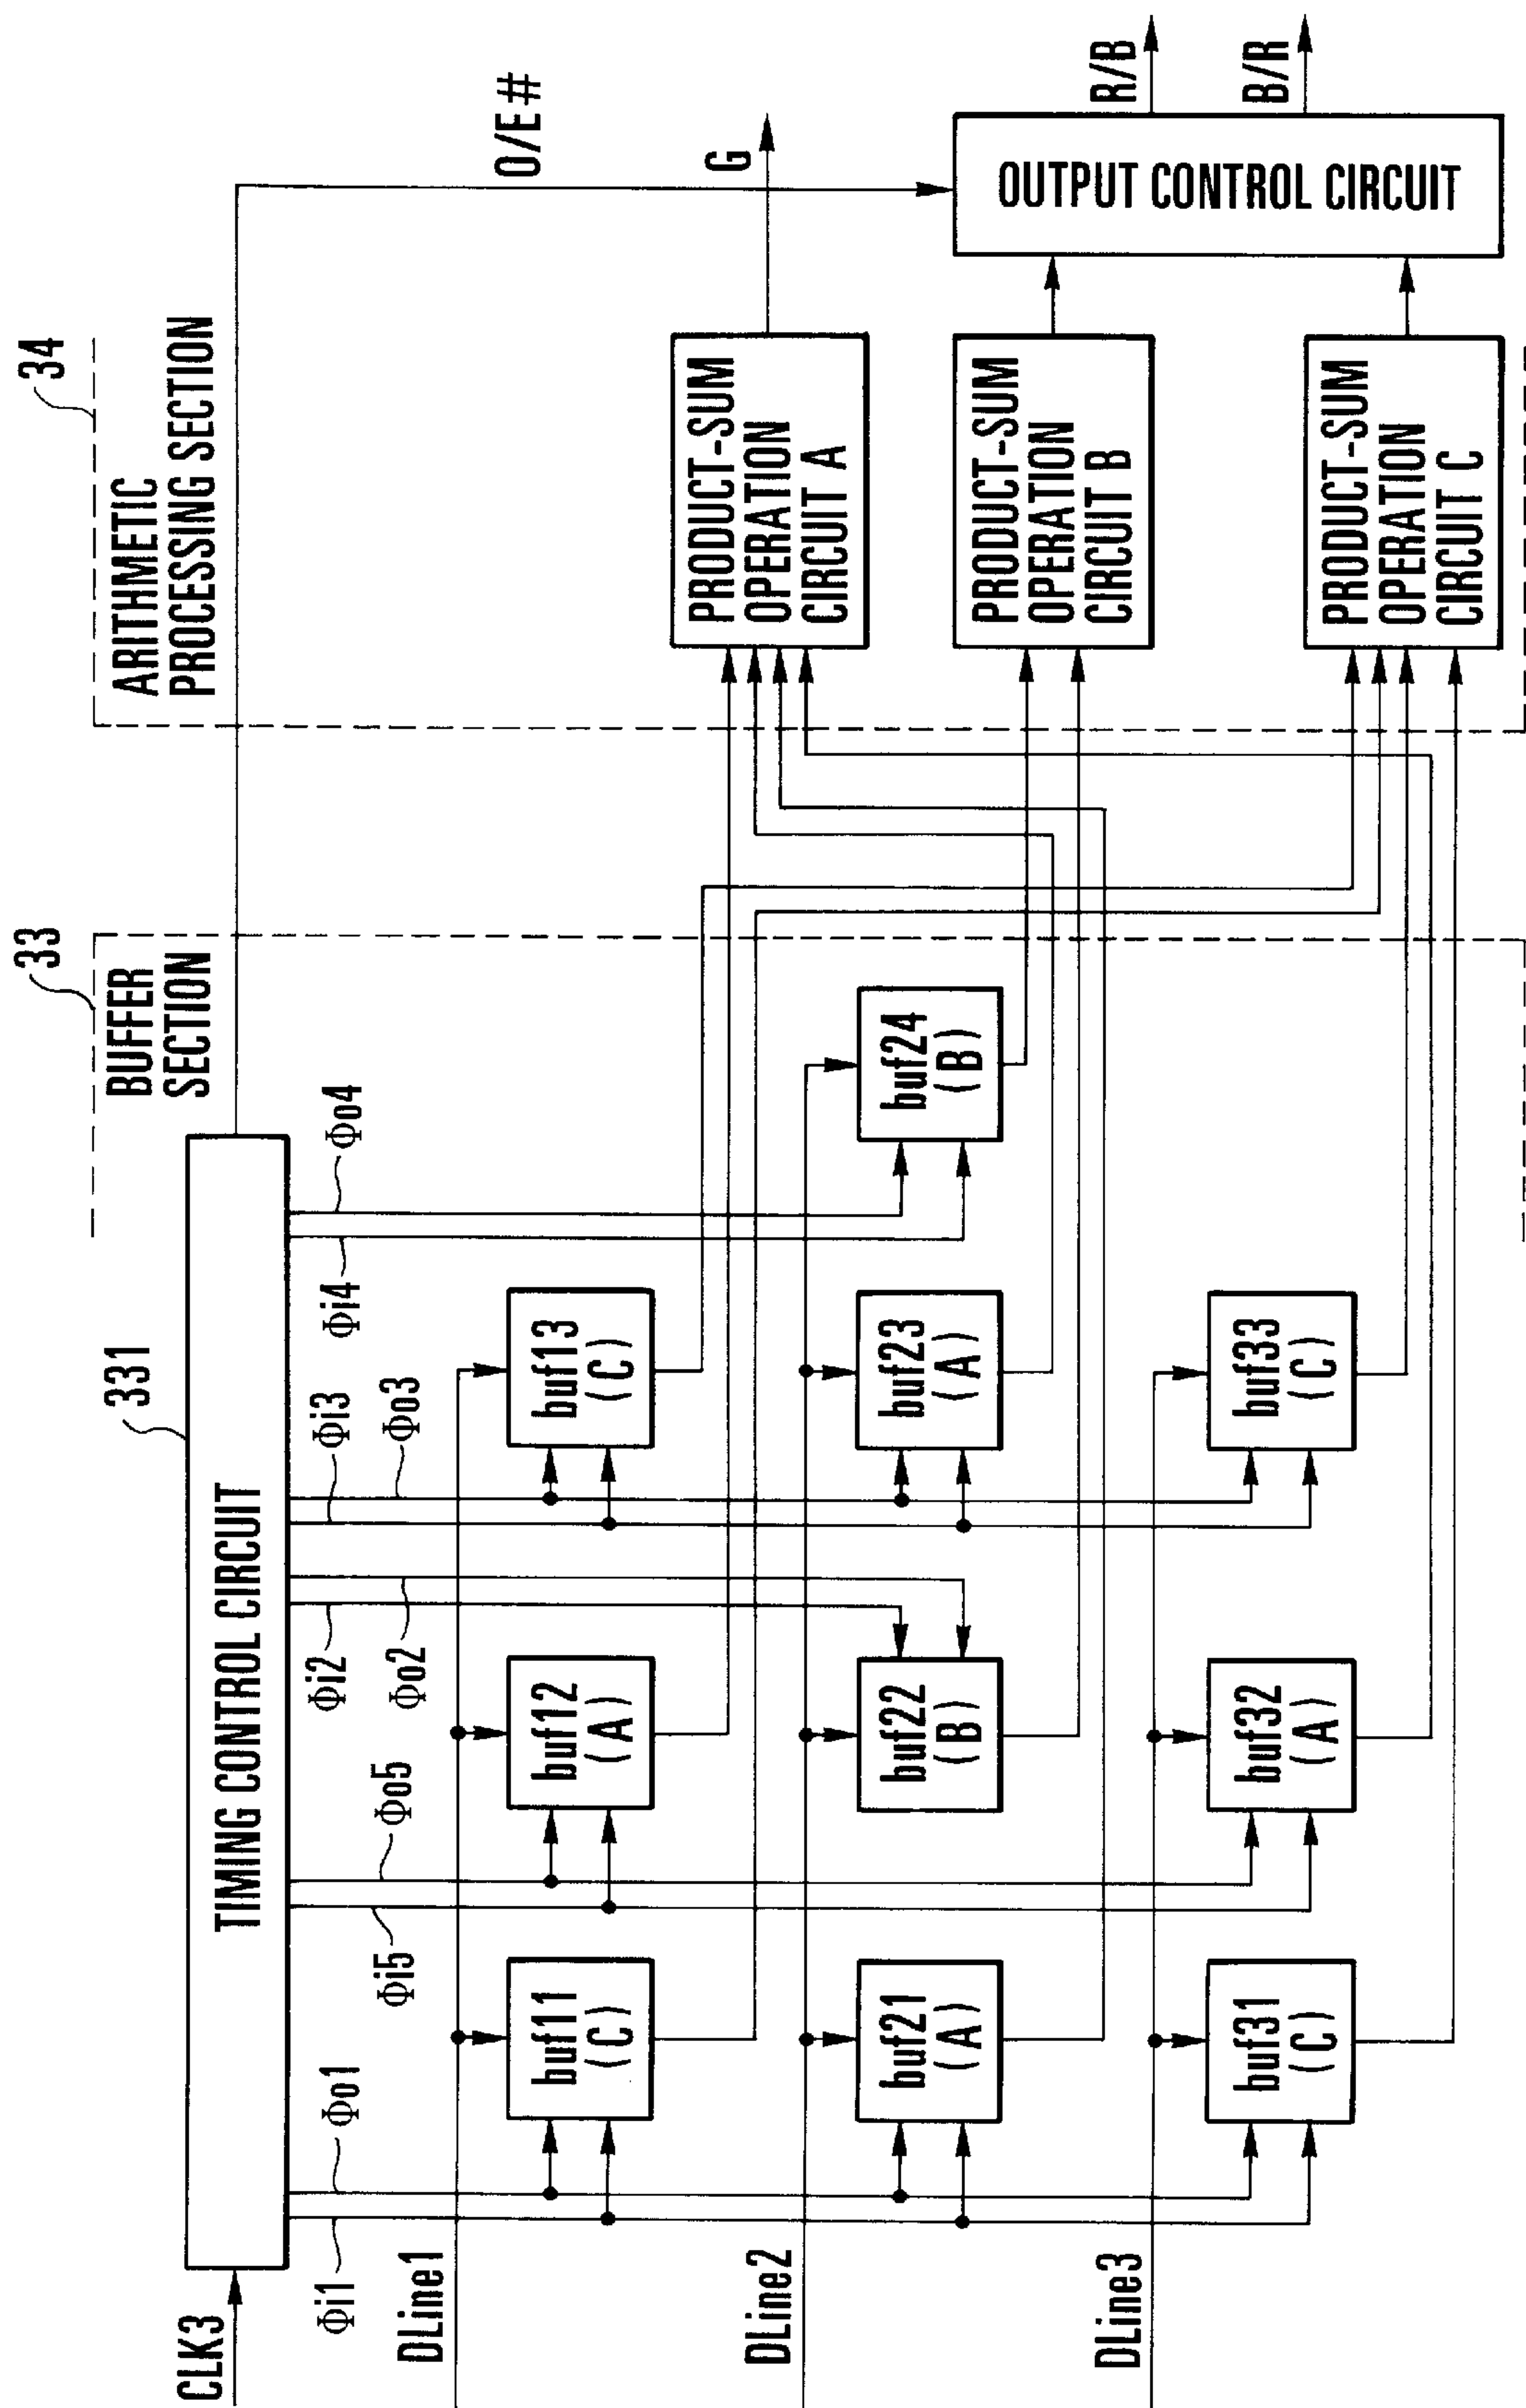 33
BUFFER
SECTION
34
ARITHMETIC
PROCESSING SECTION
331
CLK3
TIMING CONTROL CIRCUIT
O/E#
Φi1
Φo1
Φi5
Φo5
Φi2
Φo2
Φi3
Φo3
Φi4
Φo4
DLine1
buf11
(C)
buf12
(A)
buf13
(C)
DLine2
buf21
(A)
buf22
(B)
buf23
(A)
buf24
(B)
DLine3
buf31
(C)
buf32
(A)
buf33
(C)
PRODUCT-SUM
OPERATION
CIRCUIT A
G
PRODUCT-SUM
OPERATION
CIRCUIT B
PRODUCT-SUM
OPERATION
CIRCUIT C
OUTPUT CONTROL CIRCUIT
R/B
B/R